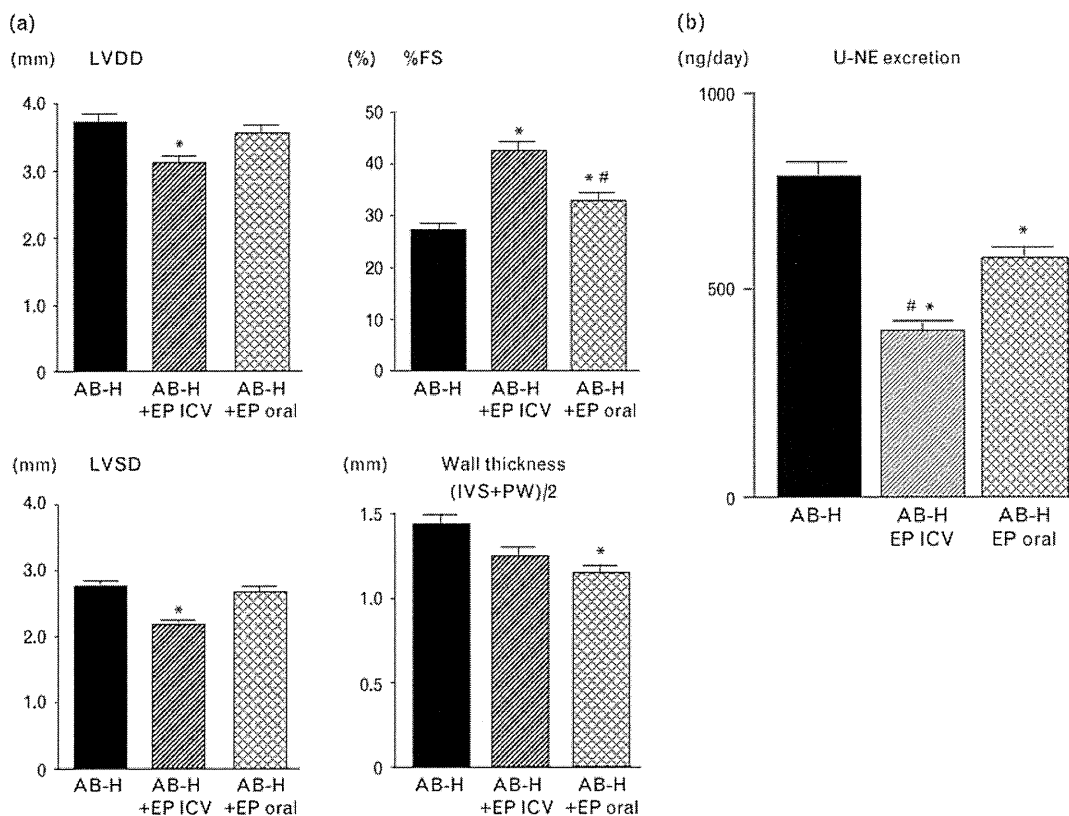 (a)
(mm) LVDD
4.0
3.0
2.0
1.0
0
*
AB-H AB-H AB-H
+EP ICV +EP oral
(%) %FS
50
40
30
20
10
0
*
* #
AB-H AB-H AB-H
+EP ICV +EP oral
(mm) LVSD
4.0
3.0
2.0
1.0
0
*
AB-H AB-H AB-H
+EP ICV +EP oral
(mm) Wall thickness
(IVS+PW)/2
1.5
1.0
0.5
0
*
AB-H AB-H AB-H
+EP ICV +EP oral
(b)
(ng/day) U-NE excretion
1000
500
0
# *
*
AB-H AB-H AB-H
EP ICV EP oral